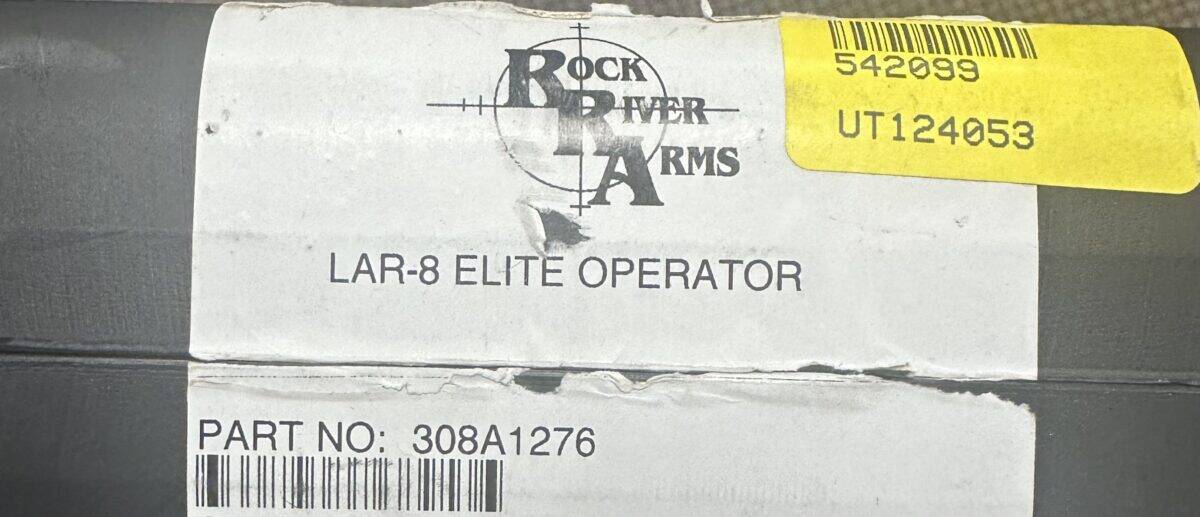 ROCK
RIVER
ARMS
542099
UT124053
LAR-8 ELITE OPERATOR
PART NO: 308A1276